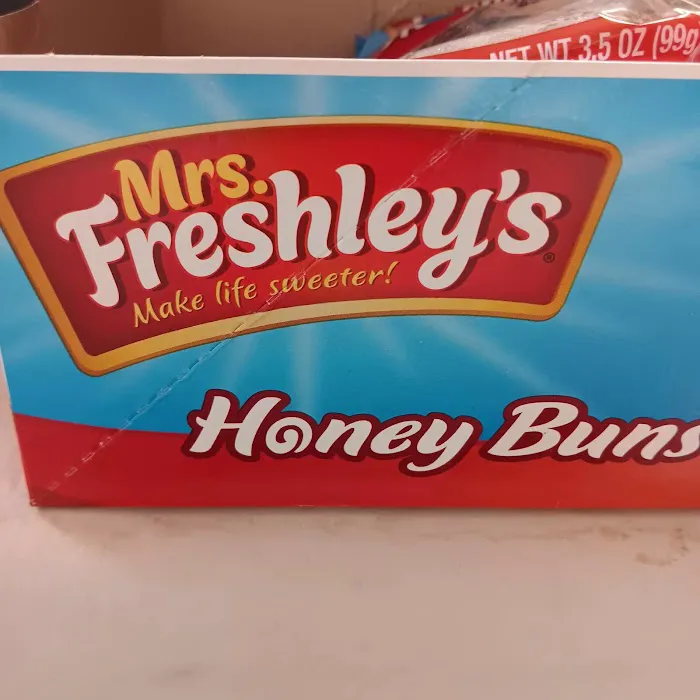 NET WT 3.5 OZ (99g
Mrs.
Freshley's®
Make life sweeter!
Honey Buns